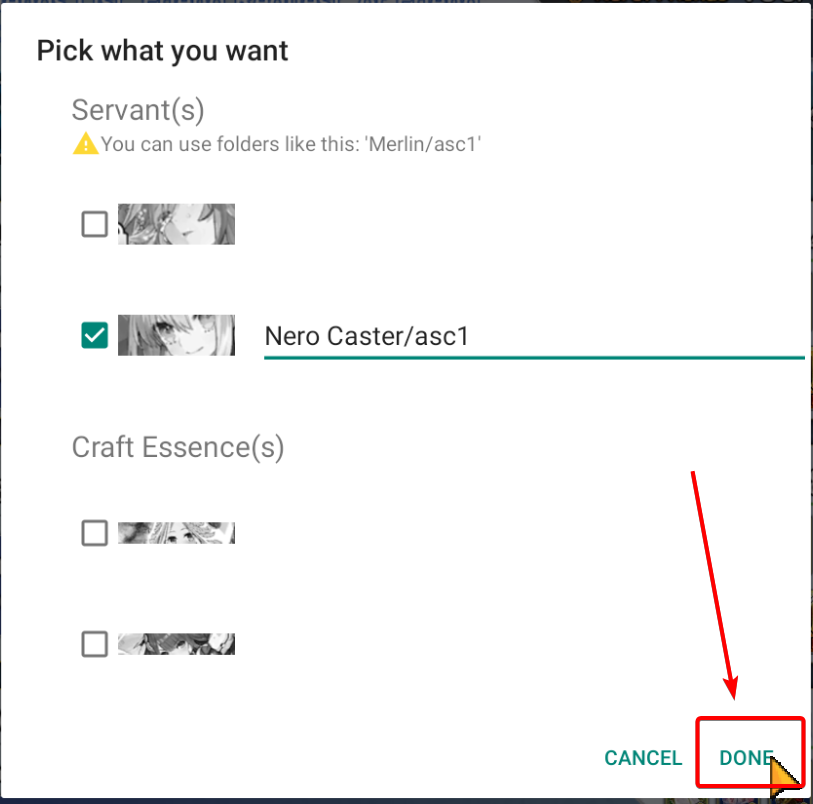 Pick what you want
Servant(s)
You can use folders like this: 'Merlin/asc1'
Nero Caster/asc1
Craft Essence(s)
CANCEL DONE